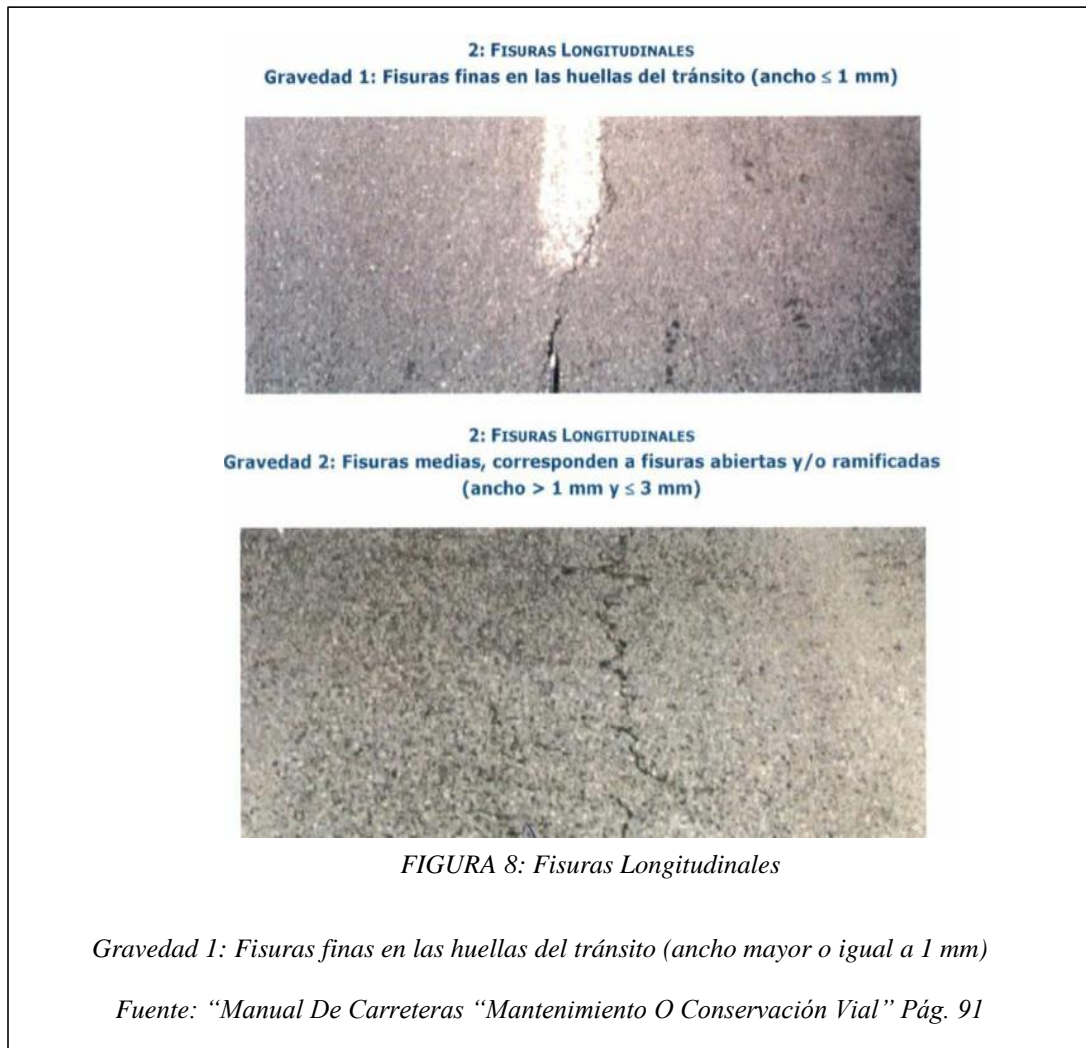 2: FISURAS LONGITUDINALES
Gravedad 1: Fisuras finas en las huellas del tránsito (ancho ≤ 1 mm)
2: FISURAS LONGITUDINALES
Gravedad 2: Fisuras medias, corresponden a fisuras abiertas y/o ramificadas
(ancho > 1 mm y ≤ 3 mm)
FIGURA 8: Fisuras Longitudinales
Gravedad 1: Fisuras finas en las huellas del tránsito (ancho mayor o igual a 1 mm)
Fuente: “Manual De Carreteras “Mantenimiento O Conservación Vial” Pág. 91